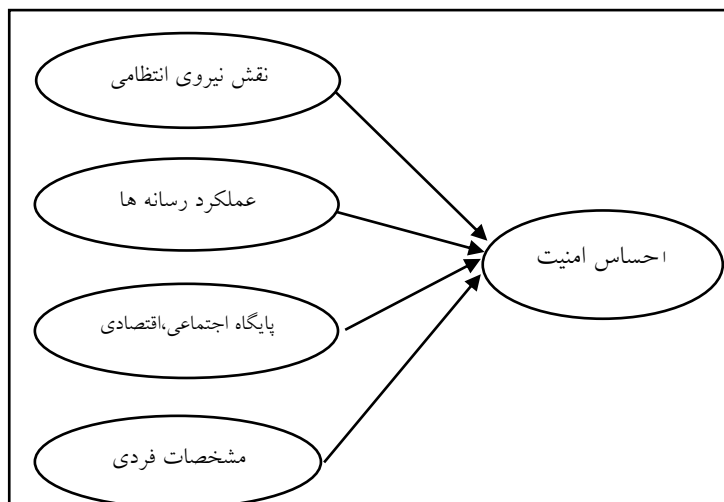 نقش نیروی انتظامی
عملکرد رسانه ها
احساس امنیت
پایگاه اجتماعی،اقتصادی
مشخصات فردی